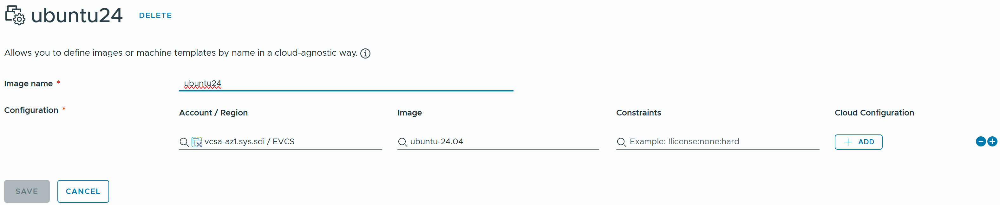 ubuntu24 DELETE
Allows you to define images or machine templates by name in a cloud-agnostic way.
Image name * ubuntu24
Configuration * Account / Region Image Constraints Cloud Configuration
vcsa-az1.sys.sdi / EVCS ubuntu-24.04 Example: !license:none:hard + ADD
SAVE CANCEL